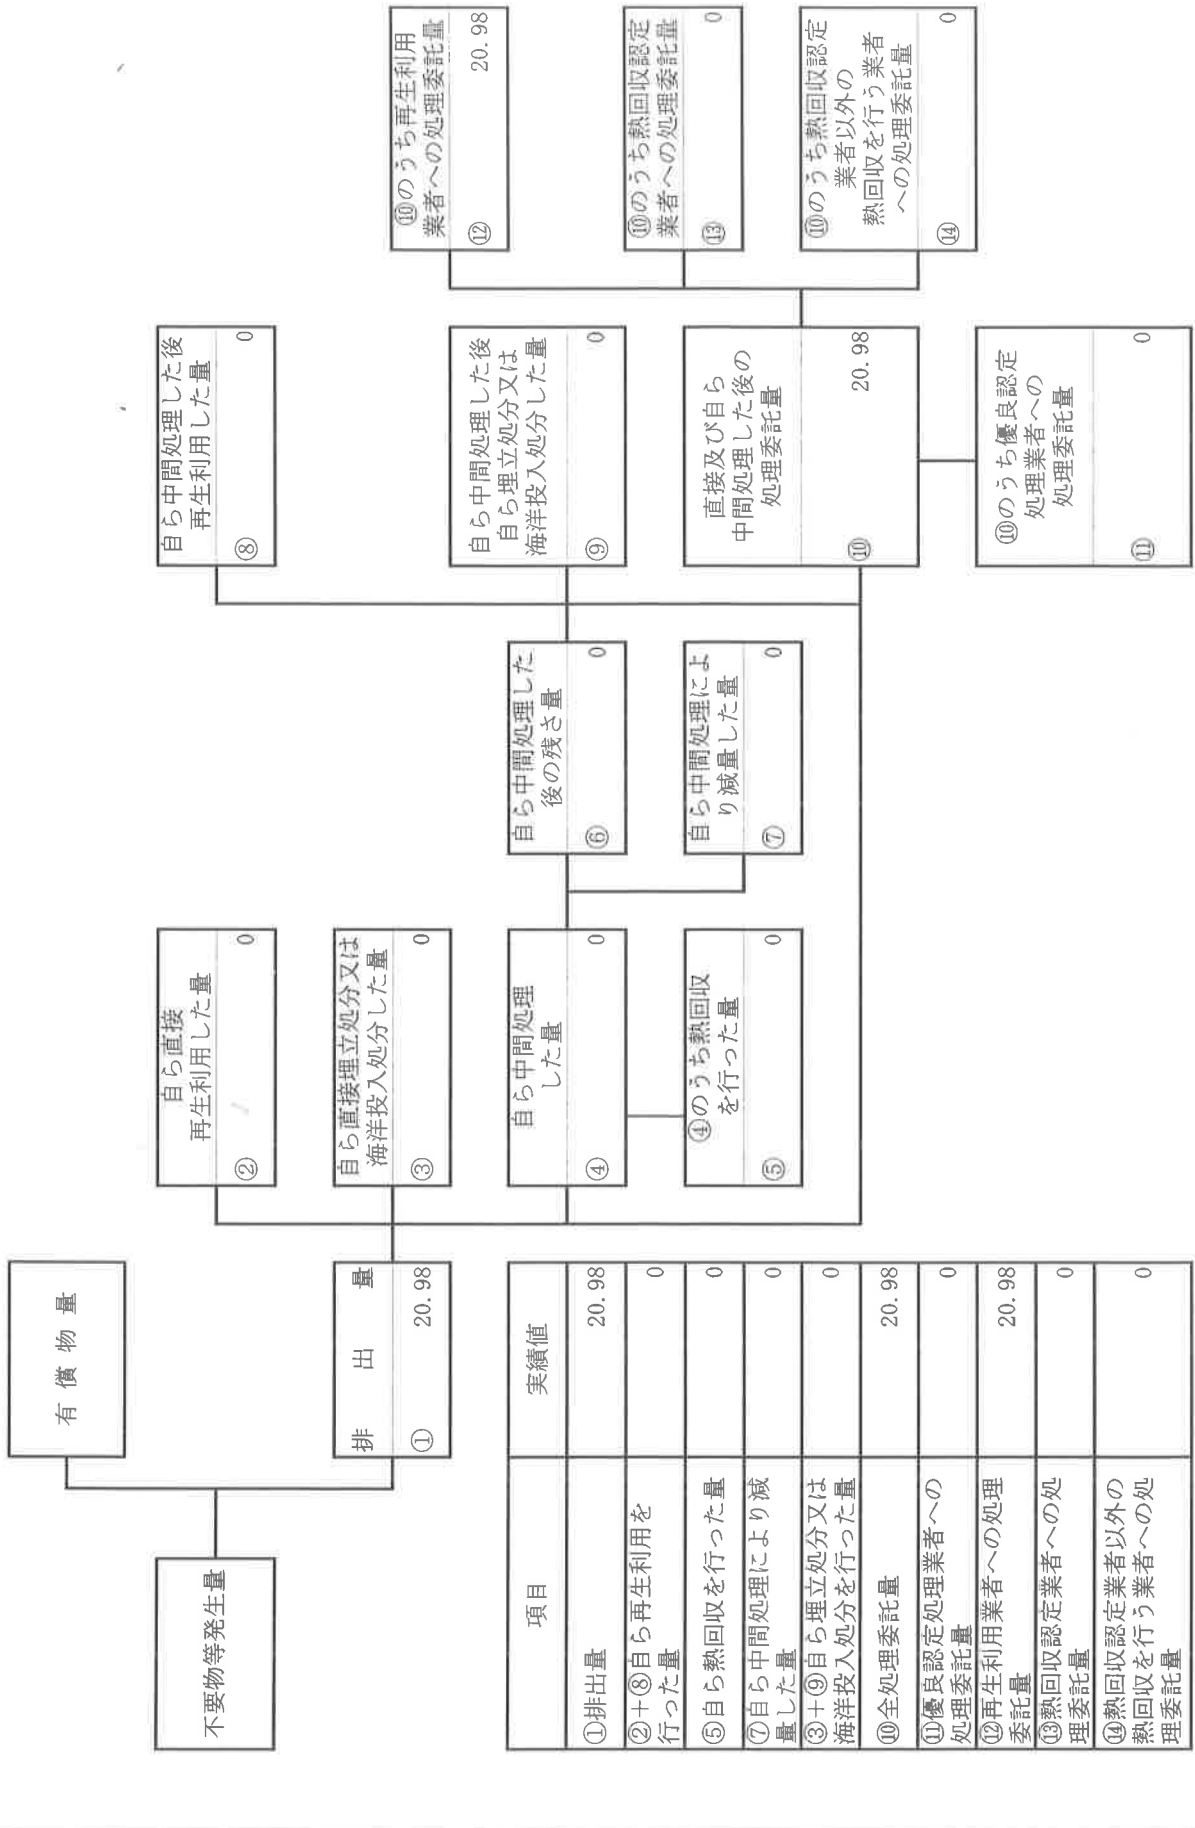 有償物量
不要物等発生量
排出量
① 20.98
自ら直接
再生利用した量
② 0
自ら直接埋立処分又は
海洋投入処分した量
③ 0
自ら中間処理
した量
④ 0
④のうち熱回収
を行った量
⑤ 0
自ら中間処理した
後の残さ量
⑥ 0
自ら中間処理によ
り減量した量
⑦ 0
自ら中間処理した後
再生利用した量
⑧ 0
自ら中間処理した後
自ら埋立処分又は
海洋投入処分した量
⑨ 0
直接及び自ら
中間処理した後の
処理委託量
⑩ 20.98
⑩のうち優良認定
処理業者への
処理委託量
⑪ 0
⑩のうち再生利用
業者への処理委託量
⑫ 20.98
⑩のうち熱回収認定
業者への処理委託量
⑬ 0
⑩のうち熱回収認定
業者以外の
熱回収を行う業者
への処理委託量
⑭ 0
項目 実績値
①排出量 20.98
②+⑧自ら再生利用を
行った量 0
⑤自ら熱回収を行った量 0
⑦自ら中間処理により減
量した量 0
③+⑨自ら埋立処分又は
海洋投入処分を行った量 0
⑩全処理委託量 20.98
⑪優良認定処理業者への
処理委託量 0
⑫再生利用業者への処理
委託量 20.98
⑬熱回収認定業者への処
理委託量 0
⑭熱回収認定業者以外の
熱回収を行う業者への処
理委託量 0